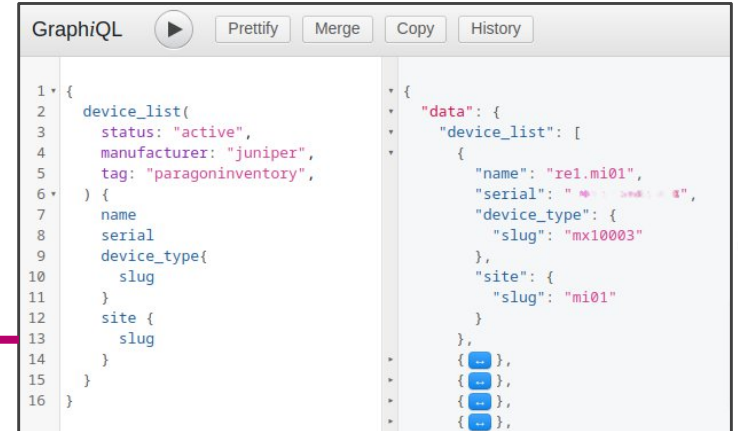 GraphiQL Prettify Merge Copy History
1 {
2 device_list(
3 status: "active",
4 manufacturer: "juniper",
5 tag: "paragoninventory",
6 ) {
7 name
8 serial
9 device_type{
10 slug
11 }
12 site {
13 slug
14 }
15 }
16 }
{
"data": {
"device_list": [
{
"name": "re1.mi01",
"serial": " ",
"device_type": {
"slug": "mx10003"
},
"site": {
"slug": "mi01"
}
},
{ ↔ },
{ ↔ },
{ ↔ },
{ ↔ },